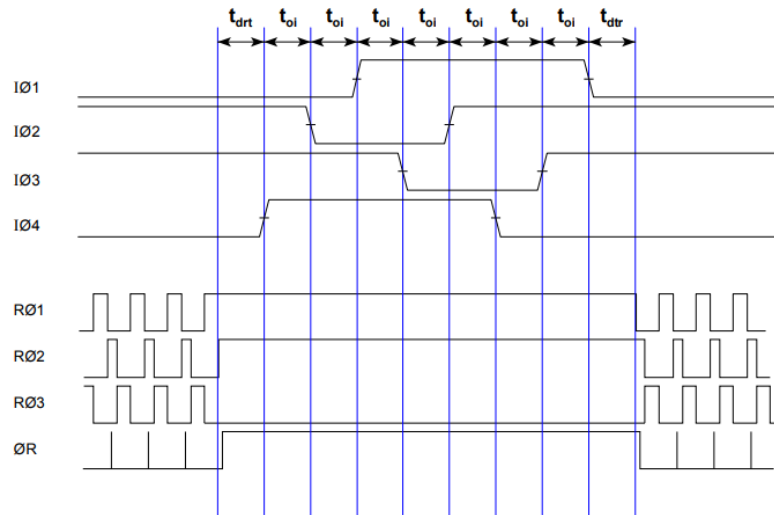 tdrt toi toi toi toi toi toi toi tdtr
IØ1
IØ2
IØ3
IØ4
RØ1
RØ2
RØ3
ØR